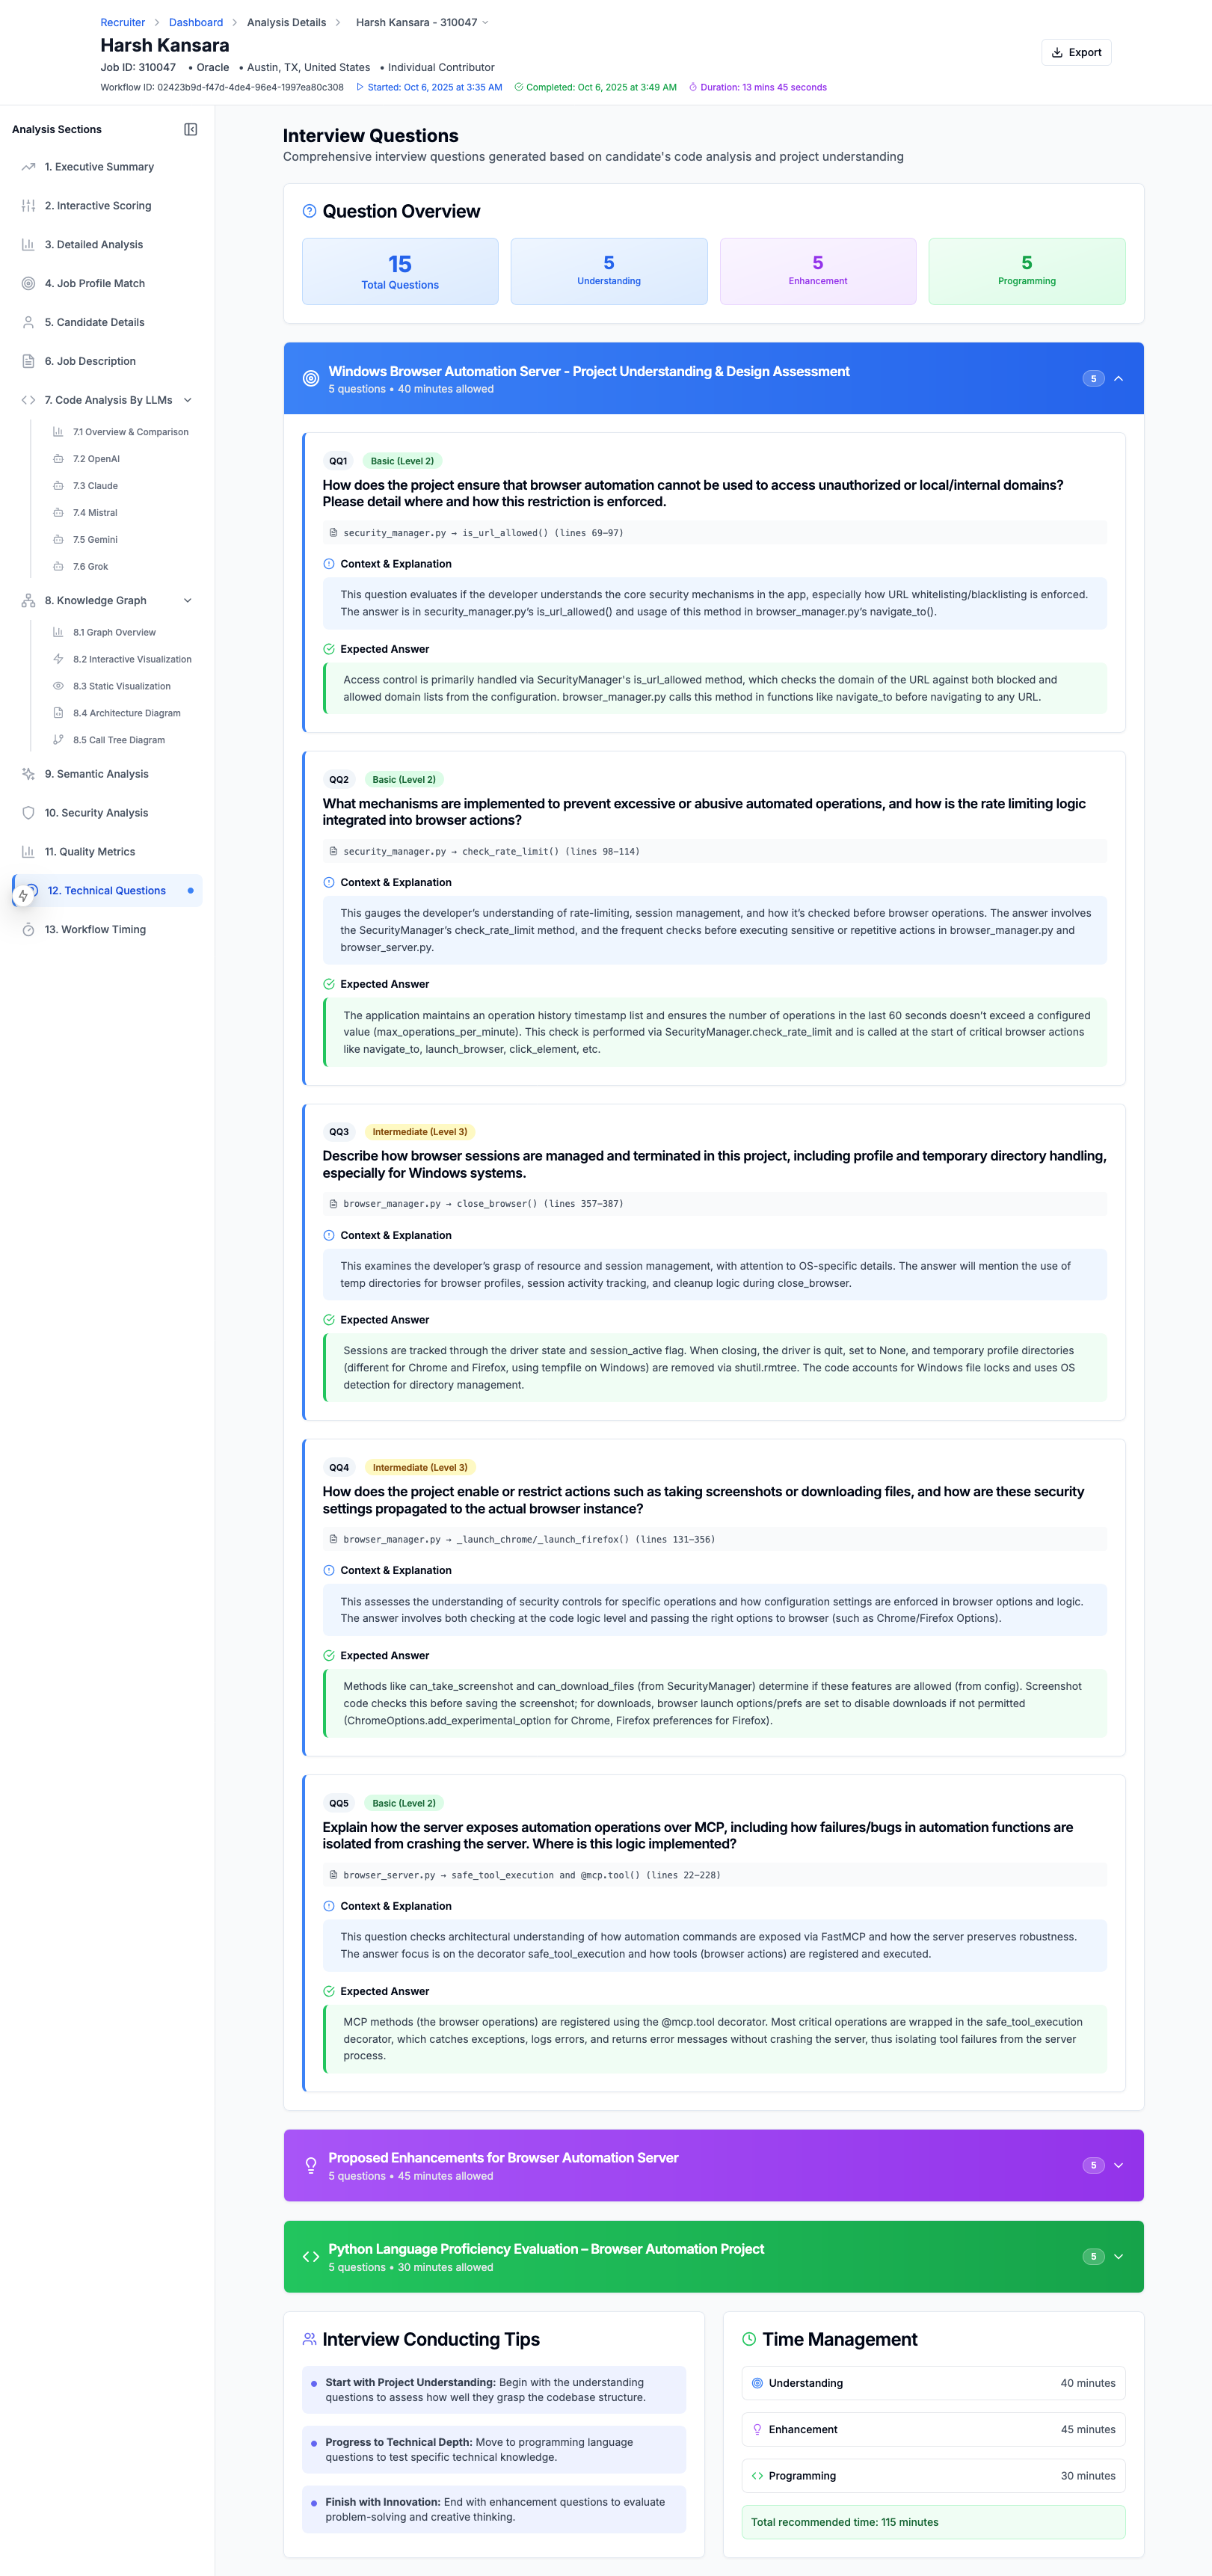 Recruiter > Dashboard > Analysis Details > Harsh Kansara - 310047
Harsh Kansara
Job ID: 310047 • Oracle • Austin, TX, United States • Individual Contributor
Workflow ID: 02423b9d-f47d-4de4-96e4-1997ea80c308 Started: Oct 6, 2025 at 3:35 AM Completed: Oct 6, 2025 at 3:49 AM Duration: 13 mins 45 seconds
Export
Analysis Sections
1. Executive Summary
2. Interactive Scoring
3. Detailed Analysis
4. Job Profile Match
5. Candidate Details
6. Job Description
7. Code Analysis By LLMs
7.1 Overview & Comparison
7.2 OpenAI
7.3 Claude
7.4 Mistral
7.5 Gemini
7.6 Grok
8. Knowledge Graph
8.1 Graph Overview
8.2 Interactive Visualization
8.3 Static Visualization
8.4 Architecture Diagram
8.5 Call Tree Diagram
9. Semantic Analysis
10. Security Analysis
11. Quality Metrics
12. Technical Questions
13. Workflow Timing
Interview Questions
Comprehensive interview questions generated based on candidate's code analysis and project understanding
Question Overview
15
Total Questions
5
Understanding
5
Enhancement
5
Programming
Windows Browser Automation Server - Project Understanding & Design Assessment
5 questions • 40 minutes allowed
5
QQ1 Basic (Level 2)
How does the project ensure that browser automation cannot be used to access unauthorized or local/internal domains?
Please detail where and how this restriction is enforced.
security_manager.py → is_url_allowed() (lines 69–97)
Context & Explanation
This question evaluates if the developer understands the core security mechanisms in the app, especially how URL whitelisting/blacklisting is enforced.
The answer is in security_manager.py’s is_url_allowed() and usage of this method in browser_manager.py’s navigate_to().
Expected Answer
Access control is primarily handled via SecurityManager's is_url_allowed method, which checks the domain of the URL against both blocked and
allowed domain lists from the configuration. browser_manager.py calls this method in functions like navigate_to before navigating to any URL.
QQ2 Basic (Level 2)
What mechanisms are implemented to prevent excessive or abusive automated operations, and how is the rate limiting logic
integrated into browser actions?
security_manager.py → check_rate_limit() (lines 98–114)
Context & Explanation
This gauges the developer’s understanding of rate-limiting, session management, and how it’s checked before browser operations. The answer involves
the SecurityManager’s check_rate_limit method, and the frequent checks before executing sensitive or repetitive actions in browser_manager.py and
browser_server.py.
Expected Answer
The application maintains an operation history timestamp list and ensures the number of operations in the last 60 seconds doesn’t exceed a configured
value (max_operations_per_minute). This check is performed via SecurityManager.check_rate_limit and is called at the start of critical browser actions
like navigate_to, launch_browser, click_element, etc.
QQ3 Intermediate (Level 3)
Describe how browser sessions are managed and terminated in this project, including profile and temporary directory handling,
especially for Windows systems.
browser_manager.py → close_browser() (lines 357–387)
Context & Explanation
This examines the developer’s grasp of resource and session management, with attention to OS-specific details. The answer will mention the use of
temp directories for browser profiles, session activity tracking, and cleanup logic during close_browser.
Expected Answer
Sessions are tracked through the driver state and session_active flag. When closing, the driver is quit, set to None, and temporary profile directories
(different for Chrome and Firefox, using tempfile on Windows) are removed via shutil.rmtree. The code accounts for Windows file locks and uses OS
detection for directory management.
QQ4 Intermediate (Level 3)
How does the project enable or restrict actions such as taking screenshots or downloading files, and how are these security
settings propagated to the actual browser instance?
browser_manager.py → _launch_chrome/_launch_firefox() (lines 131–356)
Context & Explanation
This assesses the understanding of security controls for specific operations and how configuration settings are enforced in browser options and logic.
The answer involves both checking at the code logic level and passing the right options to browser (such as Chrome/Firefox Options).
Expected Answer
Methods like can_take_screenshot and can_download_files (from SecurityManager) determine if these features are allowed (from config). Screenshot
code checks this before saving the screenshot; for downloads, browser launch options/prefs are set to disable downloads if not permitted
(ChromeOptions.add_experimental_option for Chrome, Firefox preferences for Firefox).
QQ5 Basic (Level 2)
Explain how the server exposes automation operations over MCP, including how failures/bugs in automation functions are
isolated from crashing the server. Where is this logic implemented?
browser_server.py → safe_tool_execution and @mcp.tool() (lines 22–228)
Context & Explanation
This question checks architectural understanding of how automation commands are exposed via FastMCP and how the server preserves robustness.
The answer focus is on the decorator safe_tool_execution and how tools (browser actions) are registered and executed.
Expected Answer
MCP methods (the browser operations) are registered using the @mcp.tool decorator. Most critical operations are wrapped in the safe_tool_execution
decorator, which catches exceptions, logs errors, and returns error messages without crashing the server, thus isolating tool failures from the server
process.
Proposed Enhancements for Browser Automation Server
5 questions • 45 minutes allowed
5
Python Language Proficiency Evaluation – Browser Automation Project
5 questions • 30 minutes allowed
5
Interview Conducting Tips
Start with Project Understanding: Begin with the understanding
questions to assess how well they grasp the codebase structure.
Progress to Technical Depth: Move to programming language
questions to test specific technical knowledge.
Finish with Innovation: End with enhancement questions to evaluate
problem-solving and creative thinking.
Time Management
Understanding 40 minutes
Enhancement 45 minutes
Programming 30 minutes
Total recommended time: 115 minutes